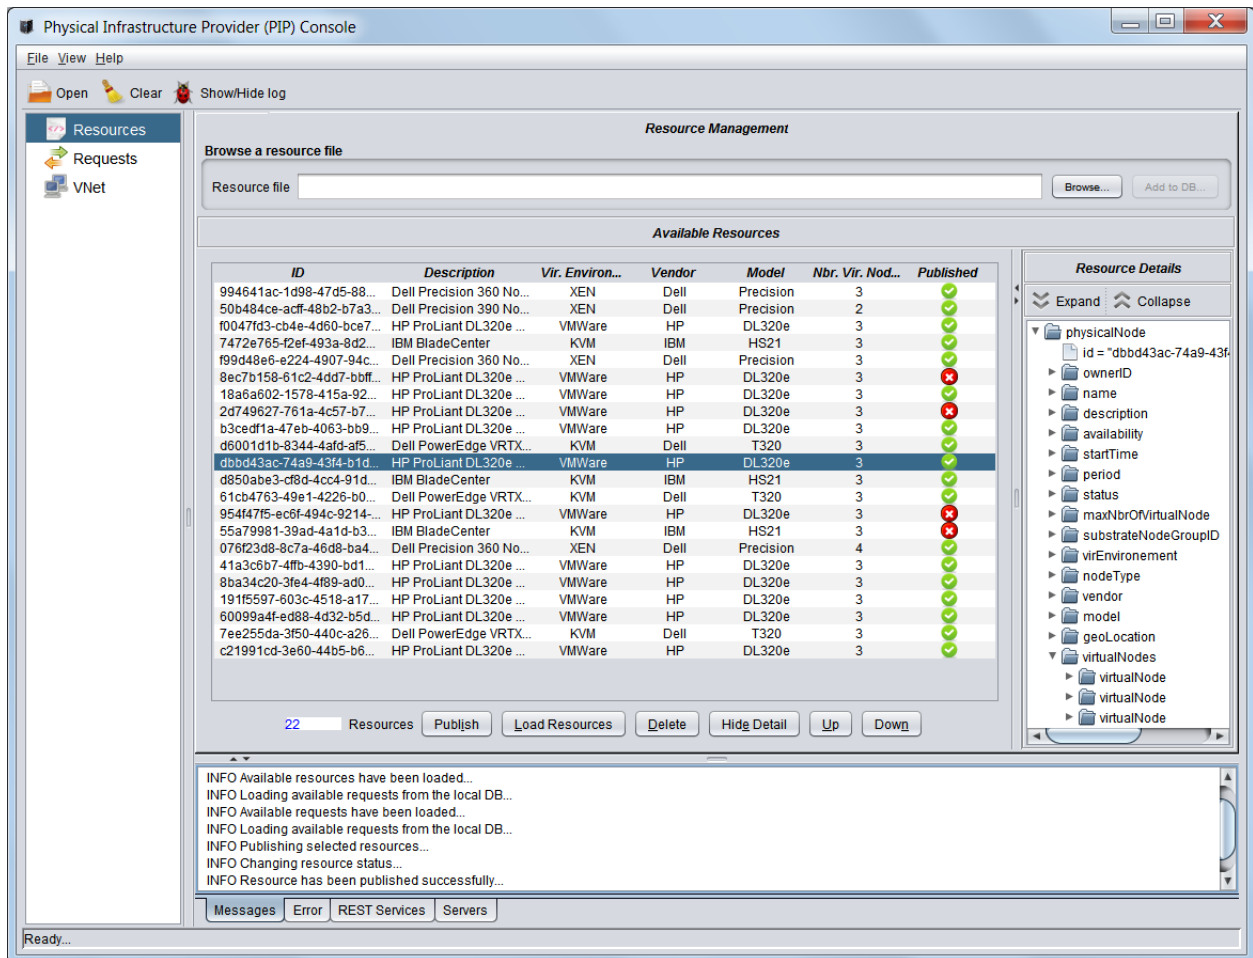 Physical Infrastructure Provider (PIP) Console
File View Help
Open Clear Show/Hide log
Resources
Requests
VNet
Resource Management
Browse a resource file
Resource file Browse... Add to DB...
Available Resources
ID Description Vir. Environ... Vendor Model Nbr. Vir. Nod... Published
994641ac-1d98-47d5-88... Dell Precision 360 No... XEN Dell Precision 3
50b484ce-acff-48b2-b7a3... Dell Precision 390 No... XEN Dell Precision 2
f0047fd3-cb4e-4d60-bce7... HP ProLiant DL320e ... VMWare HP DL320e 3
7472e765-f2ef-493a-8d2... IBM BladeCenter KVM IBM HS21 3
f99d48e6-e224-4907-94c... Dell Precision 360 No... XEN Dell Precision 3
8ec7b158-61c2-4dd7-bbff... HP ProLiant DL320e ... VMWare HP DL320e 3
18a6a602-1578-415a-92... HP ProLiant DL320e ... VMWare HP DL320e 3
2d749627-761a-4c57-b7... HP ProLiant DL320e ... VMWare HP DL320e 3
b3cedf1a-47eb-4063-bb9... HP ProLiant DL320e ... VMWare HP DL320e 3
d6001d1b-8344-4afd-af5... Dell PowerEdge VRTX... KVM Dell T320 3
dbbd43ac-74a9-43f4-b1d... HP ProLiant DL320e ... VMWare HP DL320e 3
d850abe3-cf8d-4cc4-91d... IBM BladeCenter KVM IBM HS21 3
61cb4763-49e1-4226-b0... Dell PowerEdge VRTX... KVM Dell T320 3
954f47f5-ec6f-494c-9214-... HP ProLiant DL320e ... VMWare HP DL320e 3
55a79981-39ad-4a1d-b3... IBM BladeCenter KVM IBM HS21 3
076f23d8-8c7a-46d8-ba4... Dell Precision 360 No... XEN Dell Precision 4
41a3c6b7-4ffb-4390-bd1... HP ProLiant DL320e ... VMWare HP DL320e 3
8ba34c20-3fe4-4f89-ad0... HP ProLiant DL320e ... VMWare HP DL320e 3
191f5597-603c-4518-a17... HP ProLiant DL320e ... VMWare HP DL320e 3
60099a4f-ed88-4d32-b5d... HP ProLiant DL320e ... VMWare HP DL320e 3
7ee255da-3f50-440c-a26... Dell PowerEdge VRTX... KVM Dell T320 3
c21991cd-3e60-44b5-b6... HP ProLiant DL320e ... VMWare HP DL320e 3
22 Resources Publish Load Resources Delete Hide Detail Up Down
Resource Details
Expand Collapse
physicalNode
id = "dbbd43ac-74a9-43f
ownerID
name
description
availability
startTime
period
status
maxNbrOfVirtualNode
substrateNodeGroupID
virEnvironement
nodeType
vendor
model
geoLocation
virtualNodes
virtualNode
virtualNode
virtualNode
INFO Available resources have been loaded...
INFO Loading available requests from the local DB...
INFO Available requests have been loaded...
INFO Loading available requests from the local DB...
INFO Publishing selected resources...
INFO Changing resource status...
INFO Resource has been published successfully...
Messages Error REST Services Servers
Ready...